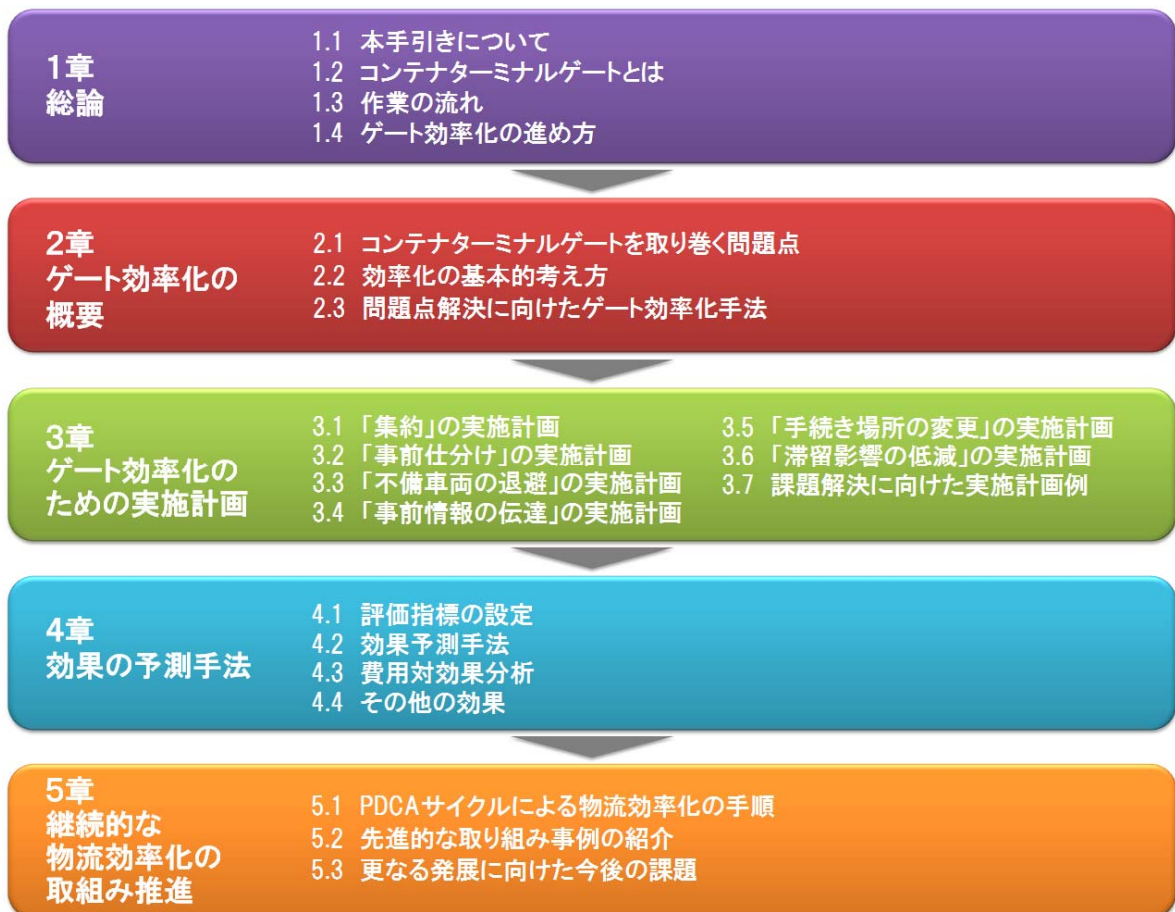 1章
総論
1.1 本手引きについて
1.2 コンテナターミナルゲートとは
1.3 作業の流れ
1.4 ゲート効率化の進め方
2章
ゲート効率化の
概要
2.1 コンテナターミナルゲートを取り巻く問題点
2.2 効率化の基本的考え方
2.3 問題点解決に向けたゲート効率化手法
3章
ゲート効率化の
ための実施計画
3.1 「集約」の実施計画
3.2 「事前仕分け」の実施計画
3.3 「不備車両の退避」の実施計画
3.4 「事前情報の伝達」の実施計画
3.5 「手続き場所の変更」の実施計画
3.6 「滞留影響の低減」の実施計画
3.7 課題解決に向けた実施計画例
4章
効果の予測手法
4.1 評価指標の設定
4.2 効果予測手法
4.3 費用対効果分析
4.4 その他の効果
5章
継続的な
物流効率化の
取組み推進
5.1 PDCAサイクルによる物流効率化の手順
5.2 先進的な取り組み事例の紹介
5.3 更なる発展に向けた今後の課題